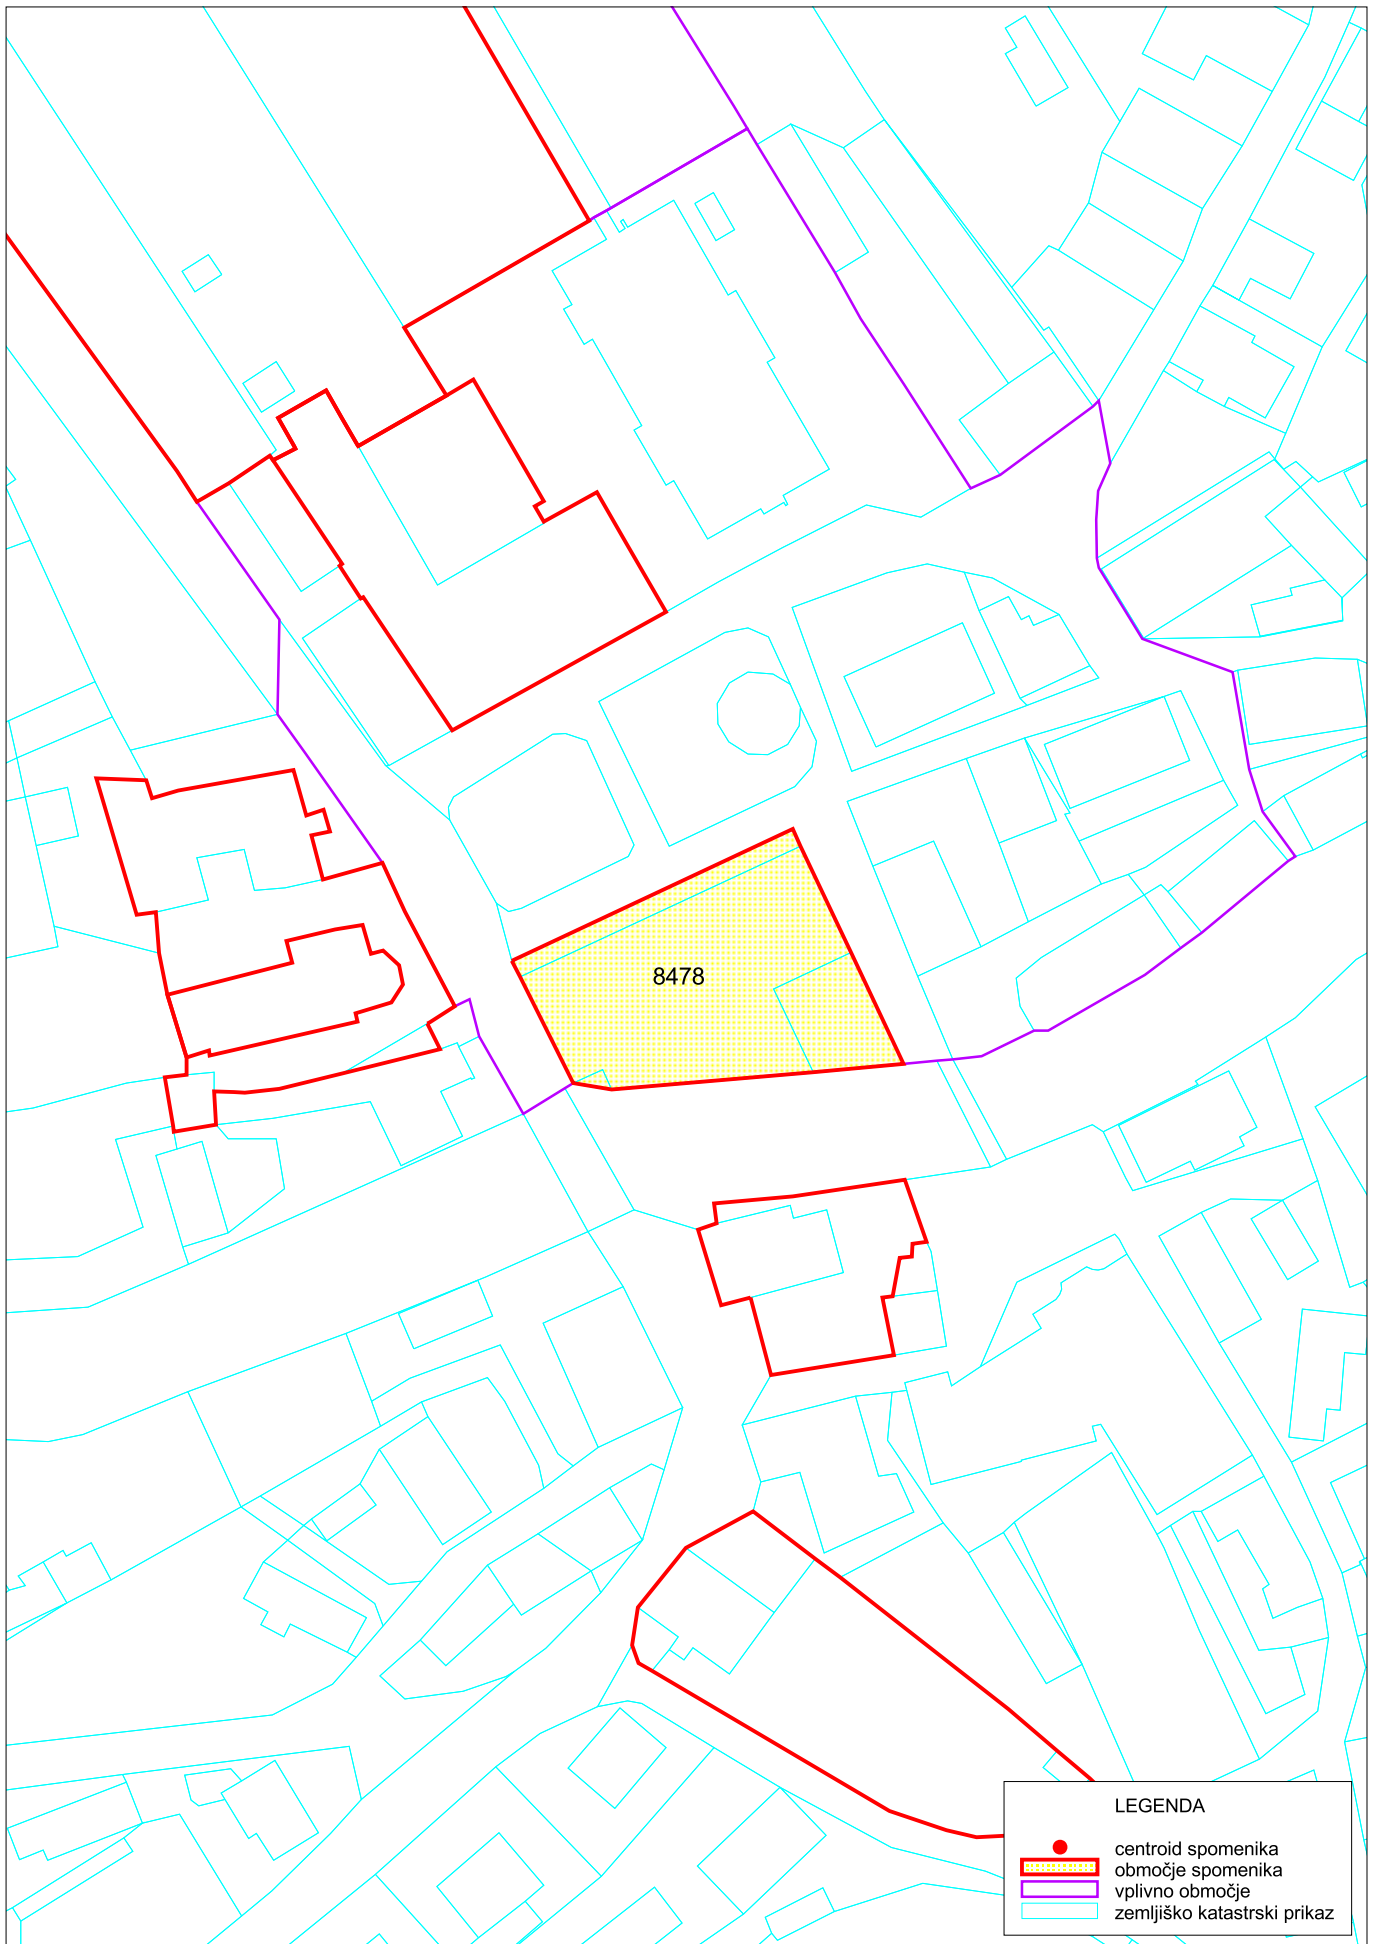 8478
LEGENDA
centroid spomenika
območje spomenika
vplivno območje
zemljiško katastrski prikaz